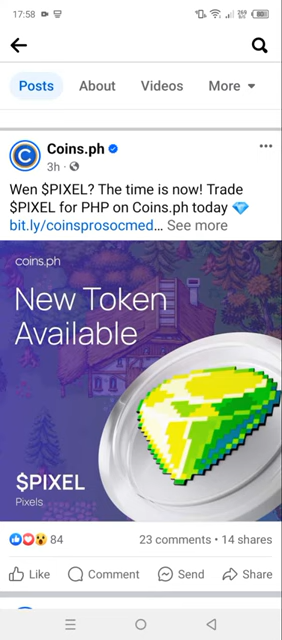 17:58
Posts About Videos More
Coins.ph
3h
Wen $PIXEL? The time is now! Trade
$PIXEL for PHP on Coins.ph today 💎
bit.ly/coinsprosocmed... See more
coins.ph
New Token
Available
$PIXEL
Pixels
84 23 comments • 14 shares
Like Comment Send Share